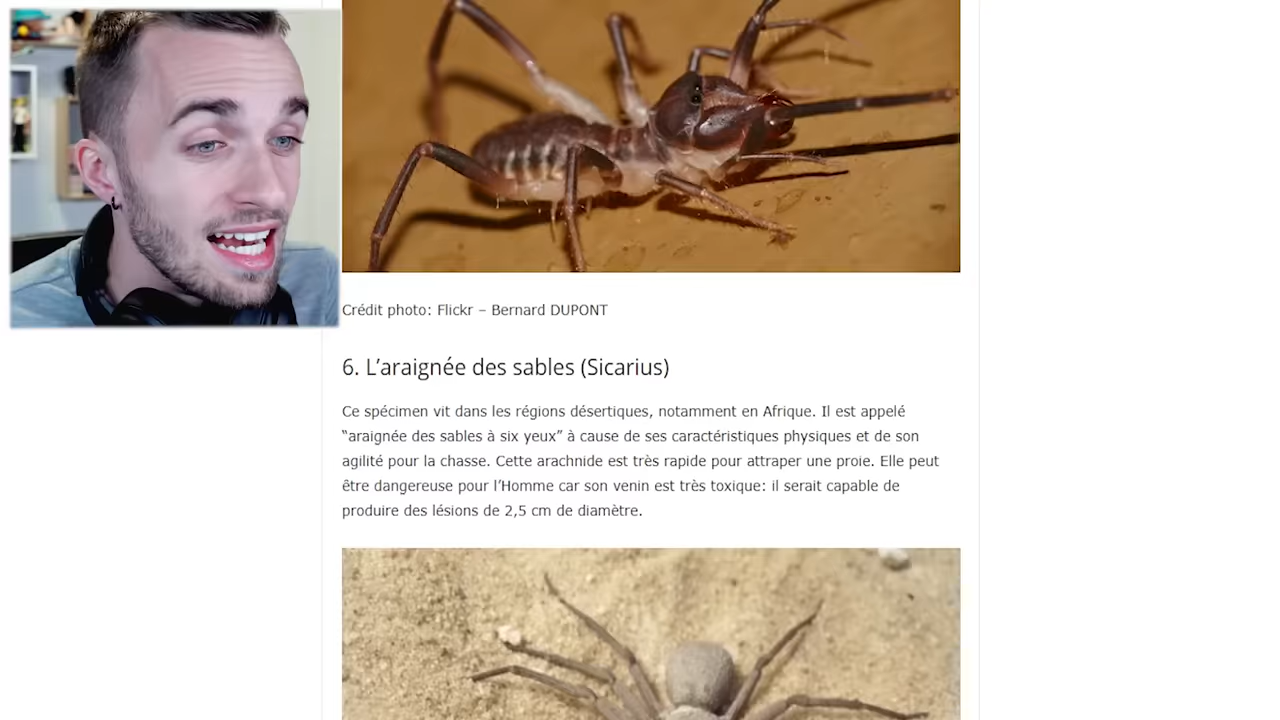 Crédit photo: Flickr – Bernard DUPONT
6. L’araignée des sables (Sicarius)
Ce spécimen vit dans les régions désertiques, notamment en Afrique. Il est appelé
“araignée des sables à six yeux” à cause de ses caractéristiques physiques et de son
agilité pour la chasse. Cette arachnide est très rapide pour attraper une proie. Elle peut
être dangereuse pour l’Homme car son venin est très toxique: il serait capable de
produire des lésions de 2,5 cm de diamètre.